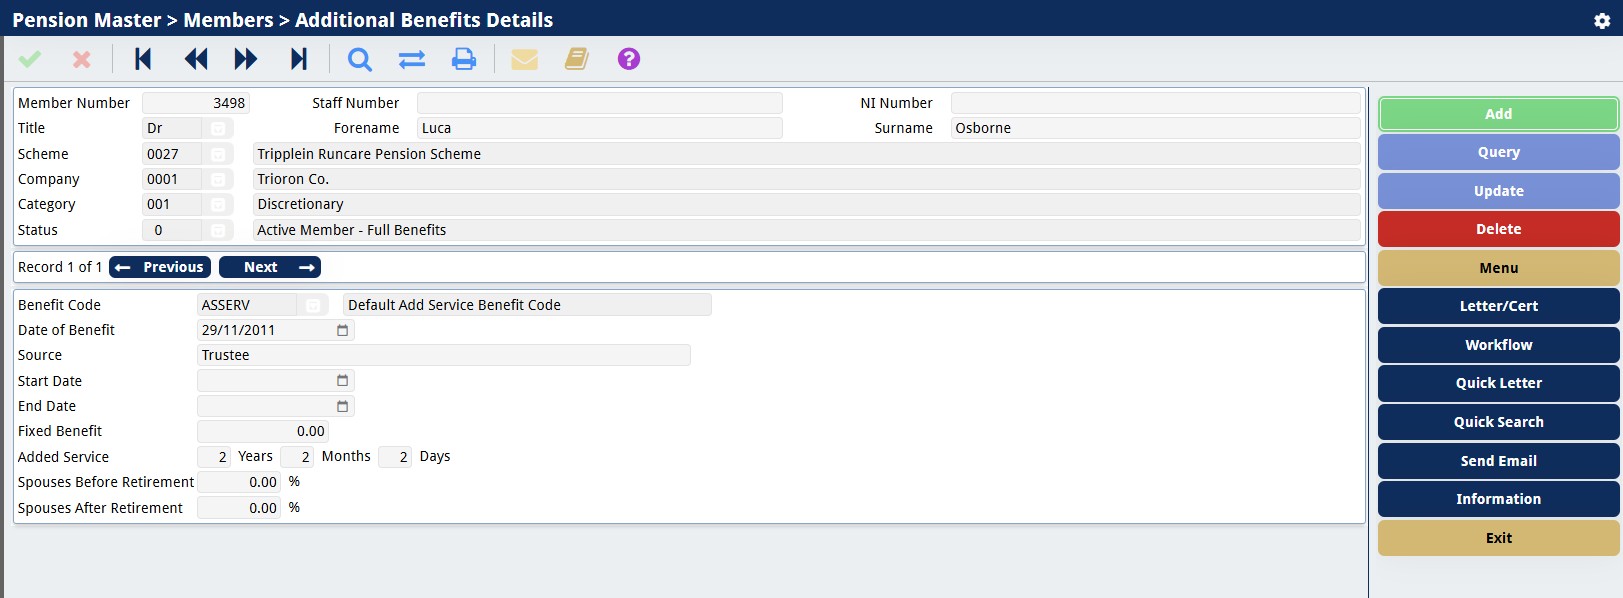 Pension Master > Members > Additional Benefits Details
Member Number 3498 Staff Number NI Number
Title Dr Forename Luca Surname Osborne
Scheme 0027 Tripplein Runcare Pension Scheme
Company 0001 Trioron Co.
Category 001 Discretionary
Status 0 Active Member - Full Benefits
Record 1 of 1 Previous Next
Benefit Code ASSERV Default Add Service Benefit Code
Date of Benefit 29/11/2011
Source Trustee
Start Date
End Date
Fixed Benefit 0.00
Added Service 2 Years 2 Months 2 Days
Spouses Before Retirement 0.00 %
Spouses After Retirement 0.00 %
Add
Query
Update
Delete
Menu
Letter/Cert
Workflow
Quick Letter
Quick Search
Send Email
Information
Exit